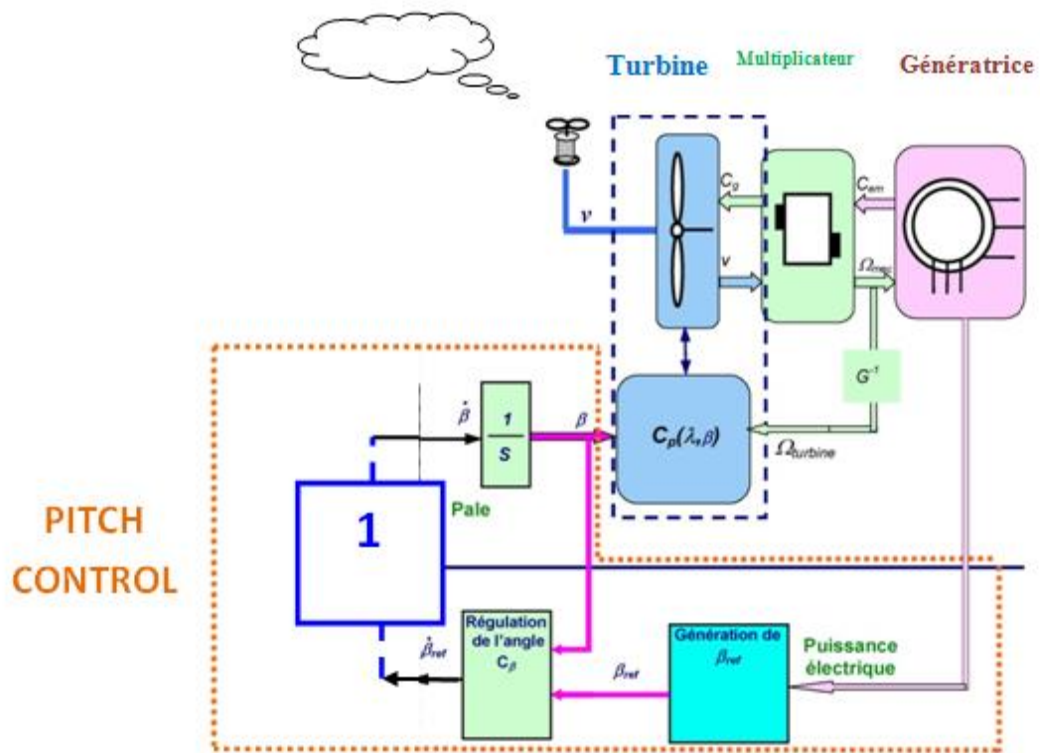 Turbine
Multiplicateur
Génératrice
v
C_g
C_em
v
Ω_mec
G⁻¹
β̇
1
S
β
C_p(λ,β)
Ω_turbine
Pale
1
PITCH
CONTROL
Régulation
de l'angle
C_β
Génération de
β_ref
Puissance
électrique
β̇_ref
β_ref